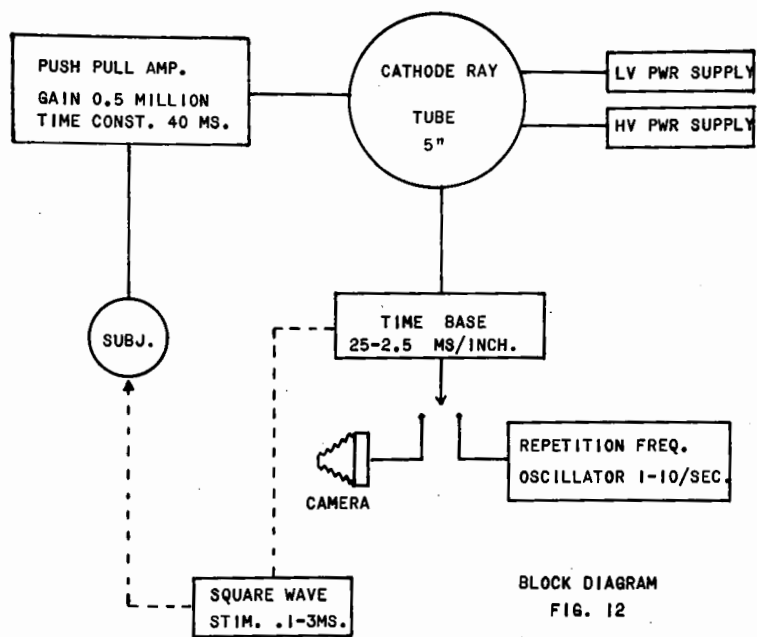 PUSH PULL AMP.
GAIN 0.5 MILLION
TIME CONST. 40 MS.
CATHODE RAY
TUBE
5"
LV PWR SUPPLY
HV PWR SUPPLY
SUBJ.
TIME BASE
25-2.5 MS/INCH.
CAMERA
REPETITION FREQ.
OSCILLATOR 1-10/SEC.
SQUARE WAVE
STIM. .1-3MS.
BLOCK DIAGRAM
FIG. 12